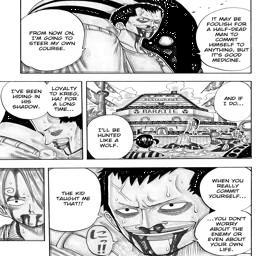 IT MAY BE
FOOLISH FOR A
HALF-DEAD
MAN TO
COMMIT
HIMSELF TO
ANYTHING, BUT
IT'S GOOD
MEDICINE.
FROM NOW ON,
I'M GOING TO
STEER MY OWN
COURSE.
AND IF
I DO...
RESTAURANT
BARATIE
I'LL BE
HUNTED
LIKE A
WOLF.
LOYALTY
TO KRIEG,
HA! FOR
A LONG
TIME...
I'VE BEEN
HIDING IN
HIS
SHADOW.
WHEN YOU
REALLY
COMMIT
YOURSELF...
...YOU DON'T
WORRY
ABOUT THE
ENEMY OR
EVEN ABOUT
YOUR OWN
LIFE.
THE KID
TAUGHT ME
THAT!!
にっ!!